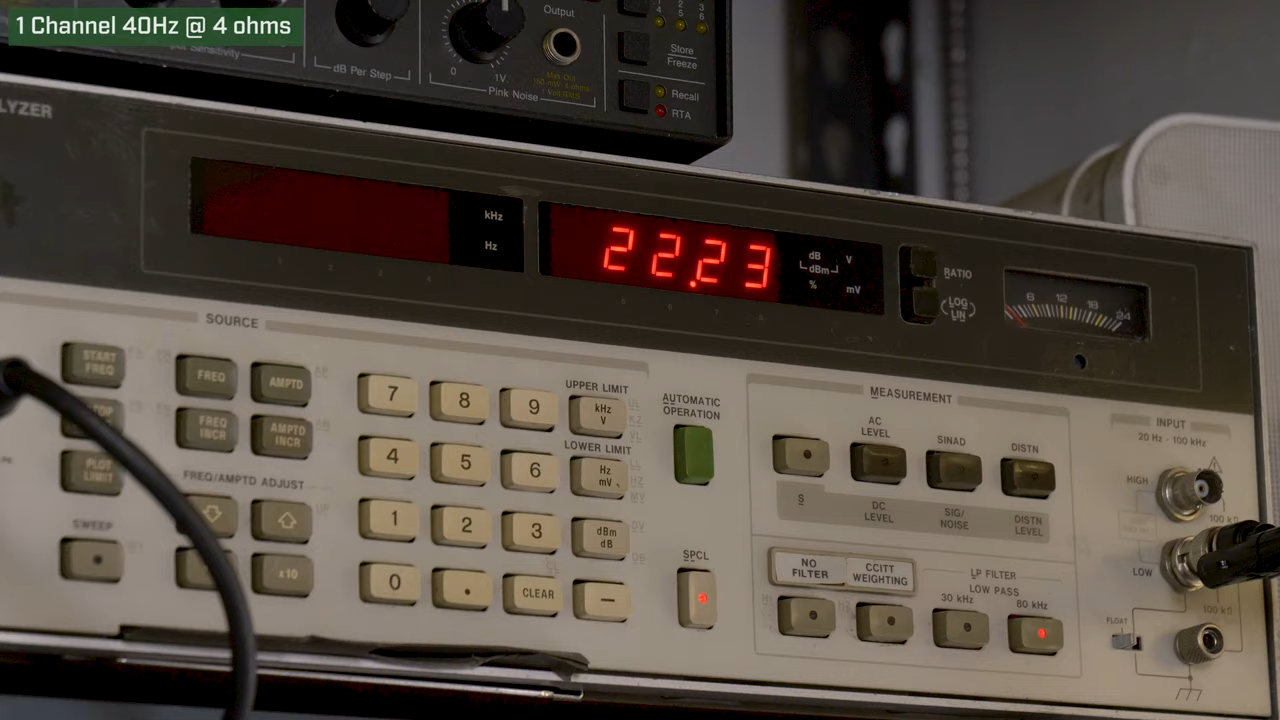 1 Channel 40Hz @ 4 ohms
Output
dB Per Step
0
1V.
Pink Noise
Store
Freeze
Recall
RTA
LYZER
kHz
Hz
22.23
dB
V
dBm
%
mV
RATIO
LOG
LIN
6 12 18 24
SOURCE
START
FREQ
FREQ
AMPTD
FREQ
INCR
AMPTD
INCR
PLOT
LIMIT
FREQ/AMPTD ADJUST
SWEEP
x10
7 8 9
4 5 6
1 2 3
0 . CLEAR –
UPPER LIMIT
kHz
V
LOWER LIMIT
Hz
mV
dBm
dB
AUTOMATIC
OPERATION
SPCL
MEASUREMENT
AC
LEVEL
SINAD
DISTN
S
DC
LEVEL
SIG/
NOISE
DISTN
LEVEL
NO
FILTER
CCITT
WEIGHTING
LP FILTER
LOW PASS
30 kHz
80 kHz
INPUT
20 Hz - 100 kHz
HIGH
LOW
100 kΩ
FLOAT